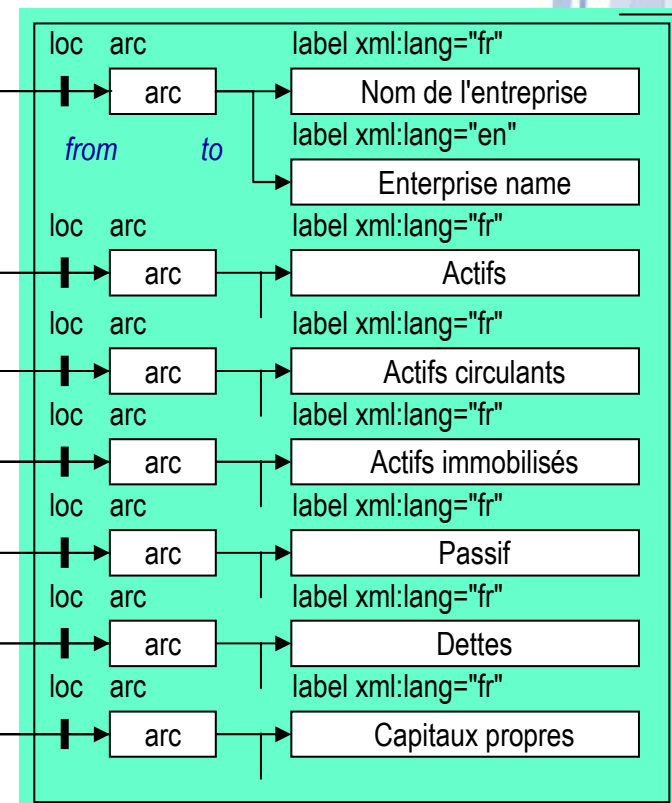 loc arc label xml:lang="fr"
arc Nom de l'entreprise
from to label xml:lang="en"
Enterprise name
loc arc label xml:lang="fr"
arc Actifs
loc arc label xml:lang="fr"
arc Actifs circulants
loc arc label xml:lang="fr"
arc Actifs immobilisés
loc arc label xml:lang="fr"
arc Passif
loc arc label xml:lang="fr"
arc Dettes
loc arc label xml:lang="fr"
arc Capitaux propres